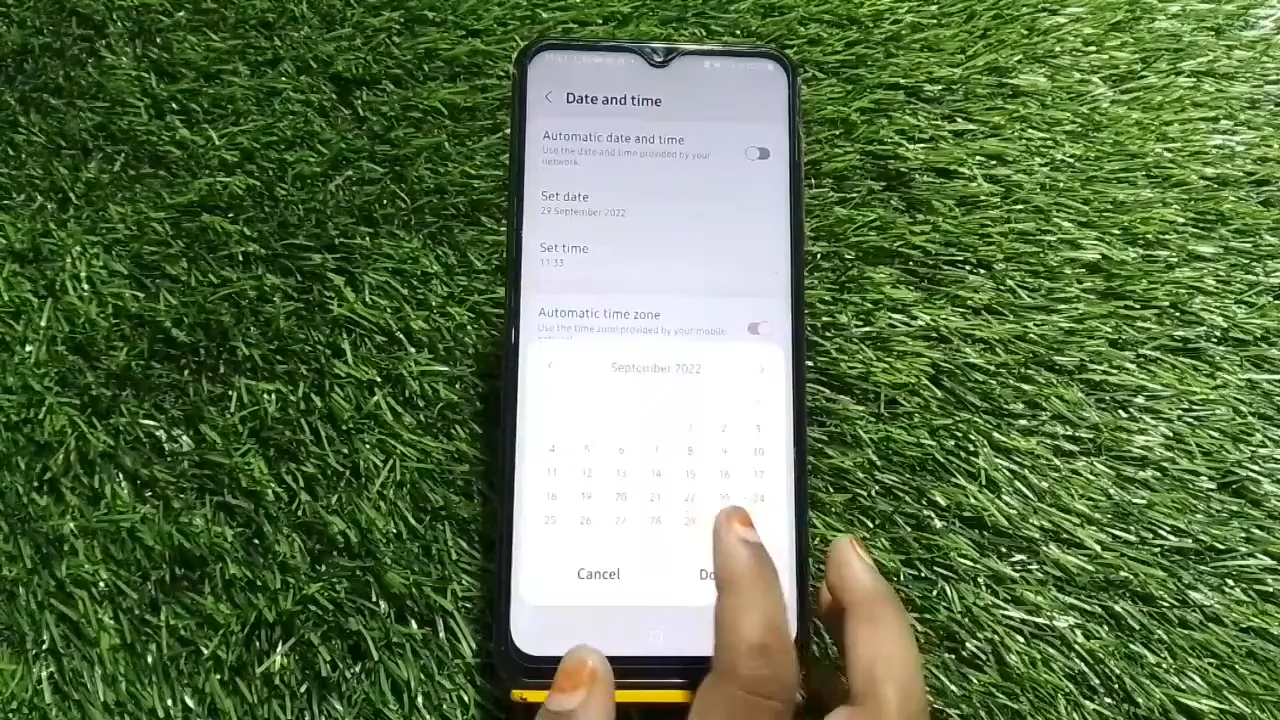 Date and time
Automatic date and time
Use the date and time provided by your
network.
Set date
29 September 2022
Set time
11:33
Automatic time zone
Use the time zone provided by your mobile
September 2022
1 2 3
4 5 6 7 8 9 10
11 12 13 14 15 16 17
18 19 20 21 22 24
25 26 27 28 29
Cancel